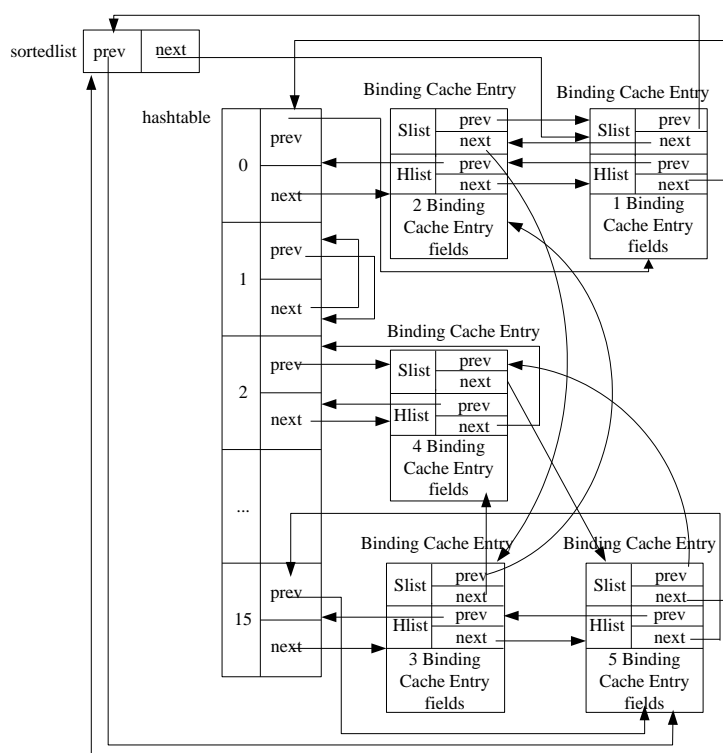 sortedlist
prev
next
hashtable
Binding Cache Entry
Binding Cache Entry
0
prev
next
Slist
prev
next
Hlist
prev
next
2 Binding
Cache Entry
fields
Slist
prev
next
Hlist
prev
next
1 Binding
Cache Entry
fields
1
prev
next
Binding Cache Entry
2
prev
next
Slist
prev
next
Hlist
prev
next
4 Binding
Cache Entry
fields
...
Binding Cache Entry
Binding Cache Entry
15
prev
next
Slist
prev
next
Hlist
prev
next
3 Binding
Cache Entry
fields
Slist
prev
next
Hlist
prev
next
5 Binding
Cache Entry
fields